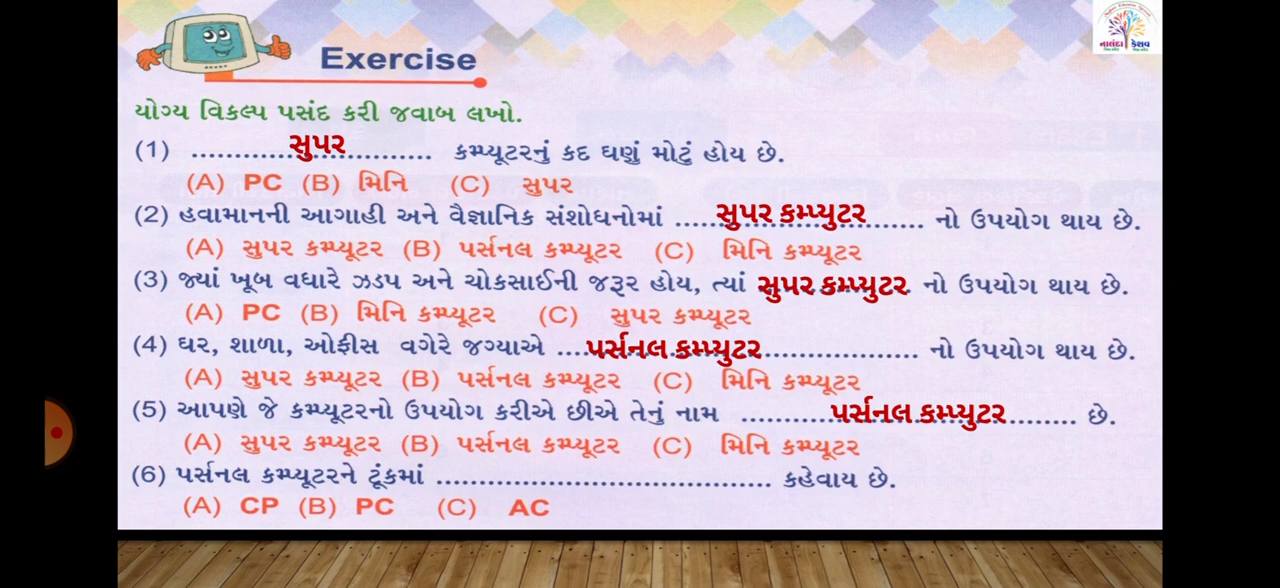 Exercise
નાલંદા કેશવ
યોગ્ય વિકલ્પ પસંદ કરી જવાબ લખો.
(1) ..........સુપર.......... કમ્પ્યૂટરનું કદ ઘણું મોટું હોય છે.
(A) PC (B) મિનિ (C) સુપર
(2) હવામાનની આગાહી અને વૈજ્ઞાનિક સંશોધનોમાં .....સુપર કમ્પ્યુટર..... નો ઉપયોગ થાય છે.
(A) સુપર કમ્પ્યૂટર (B) પર્સનલ કમ્પ્યૂટર (C) મિનિ કમ્પ્યૂટર
(3) જ્યાં ખૂબ વધારે ઝડપ અને ચોકસાઈની જરૂર હોય, ત્યાં સુપર કમ્પ્યુટર નો ઉપયોગ થાય છે.
(A) PC (B) મિનિ કમ્પ્યૂટર (C) સુપર કમ્પ્યૂટર
(4) ઘર, શાળા, ઓફીસ વગેરે જગ્યાએ ...પર્સનલ કમ્પ્યુટર............... નો ઉપયોગ થાય છે.
(A) સુપર કમ્પ્યૂટર (B) પર્સનલ કમ્પ્યૂટર (C) મિનિ કમ્પ્યૂટર
(5) આપણે જે કમ્પ્યૂટરનો ઉપયોગ કરીએ છીએ તેનું નામ .........પર્સનલ કમ્પ્યુટર....... છે.
(A) સુપર કમ્પ્યૂટર (B) પર્સનલ કમ્પ્યૂટર (C) મિનિ કમ્પ્યૂટર
(6) પર્સનલ કમ્પ્યૂટરને ટૂંકમાં .................................... કહેવાય છે.
(A) CP (B) PC (C) AC